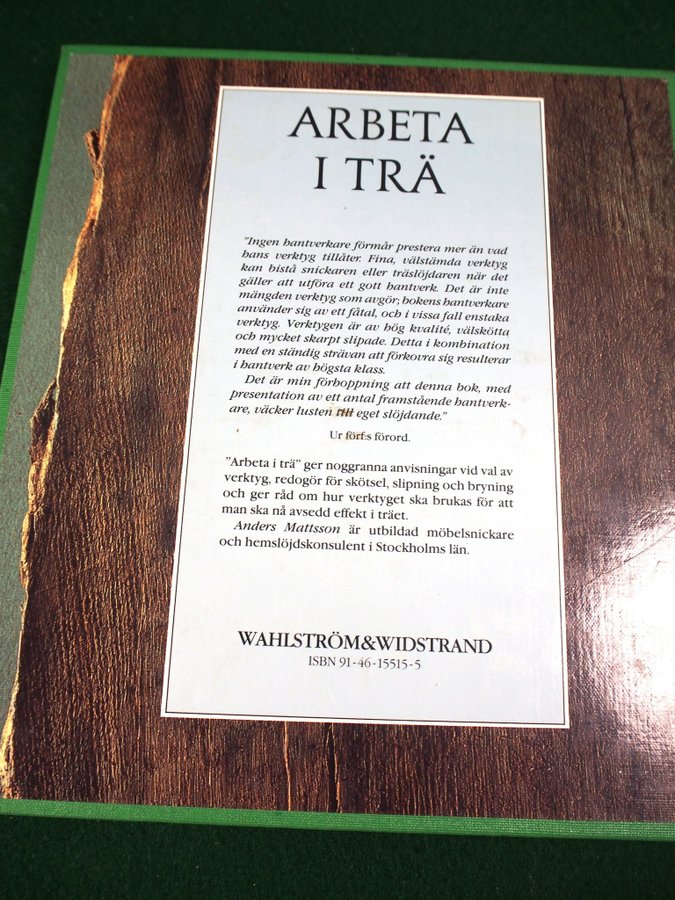 ARBETA
I TRÄ
"Ingen hantverkare förmår prestera mer än vad
hans verktyg tillåter. Fina, välstämda verktyg
kan bistå snickaren eller träslöjdaren när det
gäller att utföra ett gott hantverk. Det är inte
mängden verktyg som avgör; bokens hantverkare
använder sig av ett fåtal, och i vissa fall enstaka
verktyg. Verktygen är av hög kvalité, välskötta
och mycket skarpt slipade. Detta i kombination
med en ständig strävan att förkovra sig resulterar
i hantverk av högsta klass.
Det är min förhoppning att denna bok, med
presentation av ett antal framstående hantverk-
are, väcker lusten till eget slöjdande."
Ur förf:s förord.
"Arbeta i trä" ger noggranna anvisningar vid val av
verktyg, redogör för skötsel, slipning och bryning
och ger råd om hur verktyget ska brukas för att
man ska nå avsedd effekt i träet.
Anders Mattsson är utbildad möbelsnickare
och hemslöjdskonsulent i Stockholms län.
WAHLSTRÖM&WIDSTRAND
ISBN 91-46-15515-5